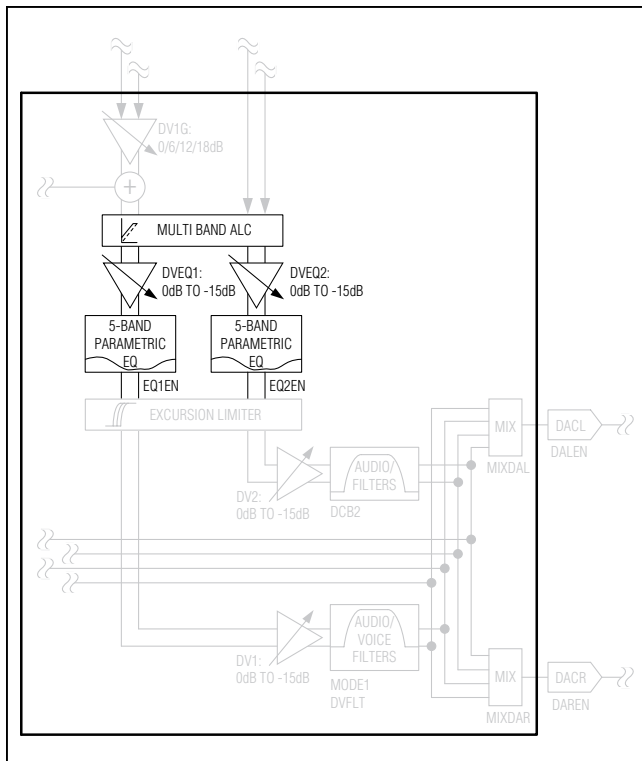 DV1G:
0/6/12/18dB
+
MULTI BAND ALC
DVEQ1:
0dB TO -15dB
DVEQ2:
0dB TO -15dB
5-BAND
PARAMETRIC
EQ
5-BAND
PARAMETRIC
EQ
EQ1EN
EQ2EN
EXCURSION LIMITER
MIX
DACL
MIXDAL
DALEN
AUDIO/
FILTERS
DV2:
0dB TO -15dB
DCB2
AUDIO/
VOICE
FILTERS
DV1:
0dB TO -15dB
MODE1
DVFLT
MIX
DACR
MIXDAR
DAREN